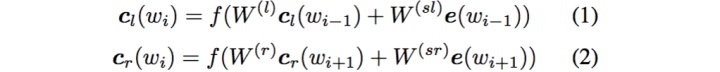 c_l(w_i) = f(W^{(l)} c_l(w_{i-1}) + W^{(sl)} e(w_{i-1})) (1)
c_r(w_i) = f(W^{(r)} c_r(w_{i+1}) + W^{(sr)} e(w_{i+1})) (2)